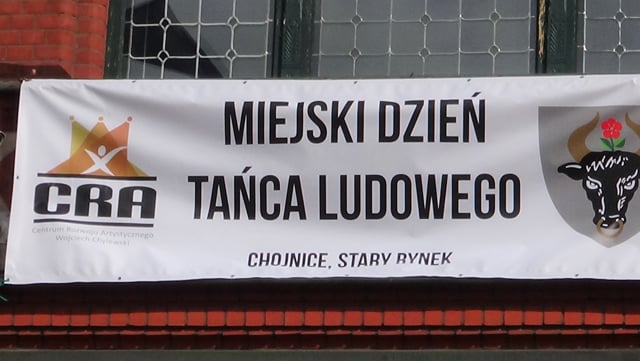 MIEJSKI DZIEŃ
TAŃCA LUDOWEGO
CHOJNICE, STARY RYNEK
CRA
Centrum Rozwoju Artystycznego
Wojciech Chylewski